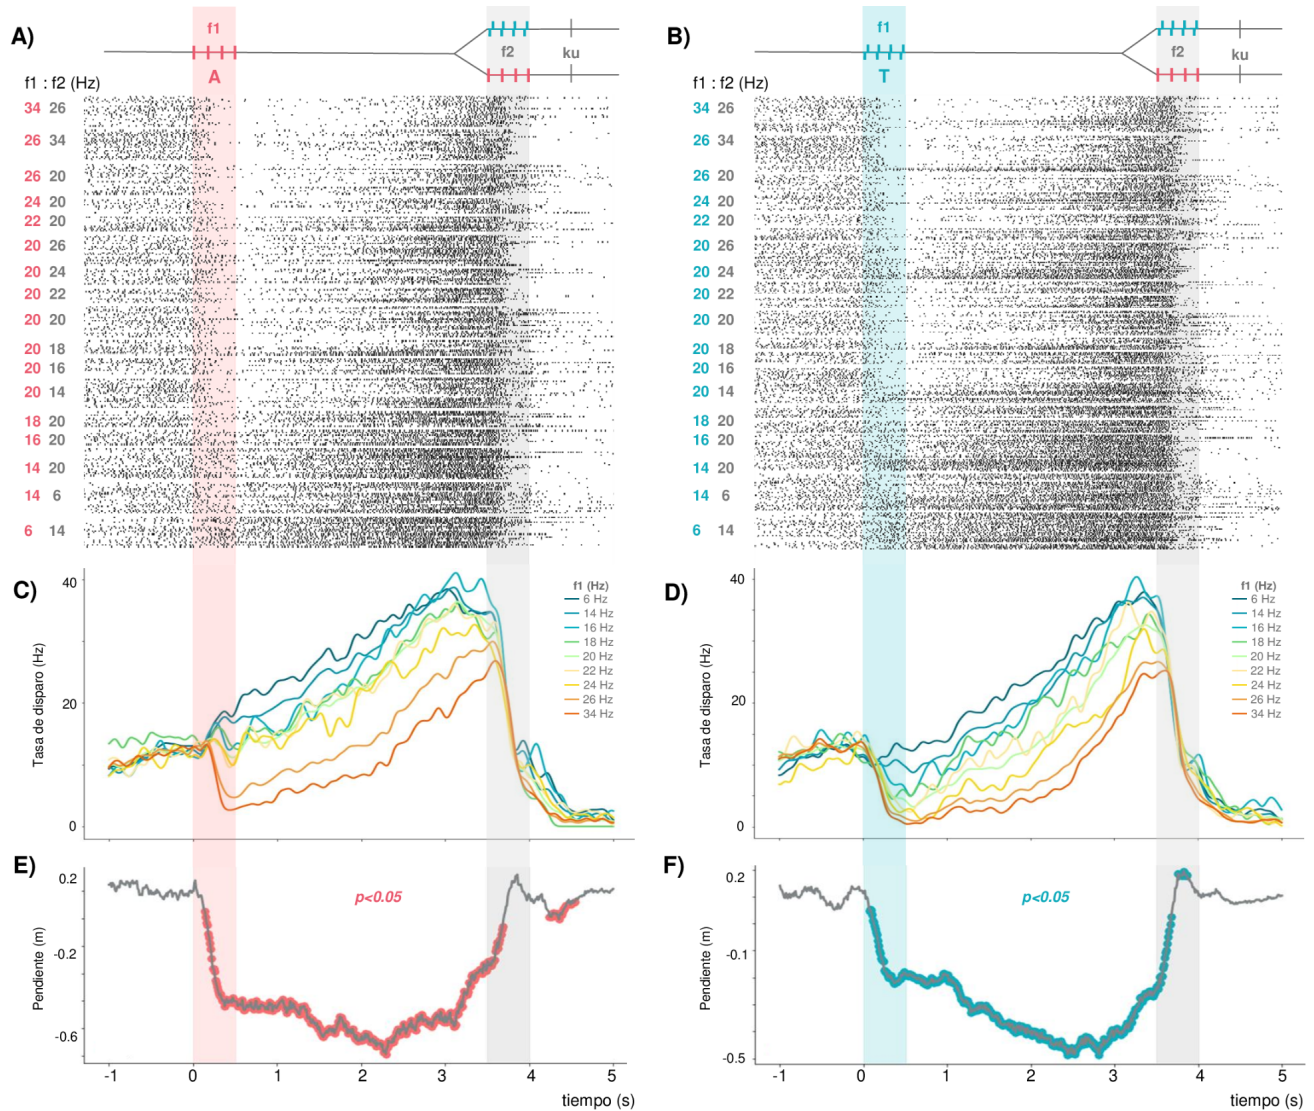 A)
f1
A
f2
ku
f1 : f2 (Hz)
34 26
26 34
26 20
24 20
22 20
20 26
20 24
20 22
20 20
20 18
20 16
20 14
18 20
16 20
14 20
14 6
6 14
B)
f1
T
f2
ku
f1 : f2 (Hz)
34 26
26 34
26 20
24 20
22 20
20 26
20 24
20 22
20 20
20 18
20 16
20 14
18 20
16 20
14 20
14 6
6 14
C)
Tasa de disparo (Hz)
40
20
0
f1 (Hz)
6 Hz
14 Hz
16 Hz
18 Hz
20 Hz
22 Hz
24 Hz
26 Hz
34 Hz
D)
Tasa de disparo (Hz)
40
20
0
f1 (Hz)
6 Hz
14 Hz
16 Hz
18 Hz
20 Hz
22 Hz
24 Hz
26 Hz
34 Hz
E)
Pendiente (m)
0.2
-0.2
-0.6
p<0.05
-1 0 1 2 3 4 5
tiempo (s)
F)
Pendiente (m)
0.2
-0.1
-0.5
p<0.05
-1 0 1 2 3 4 5
tiempo (s)